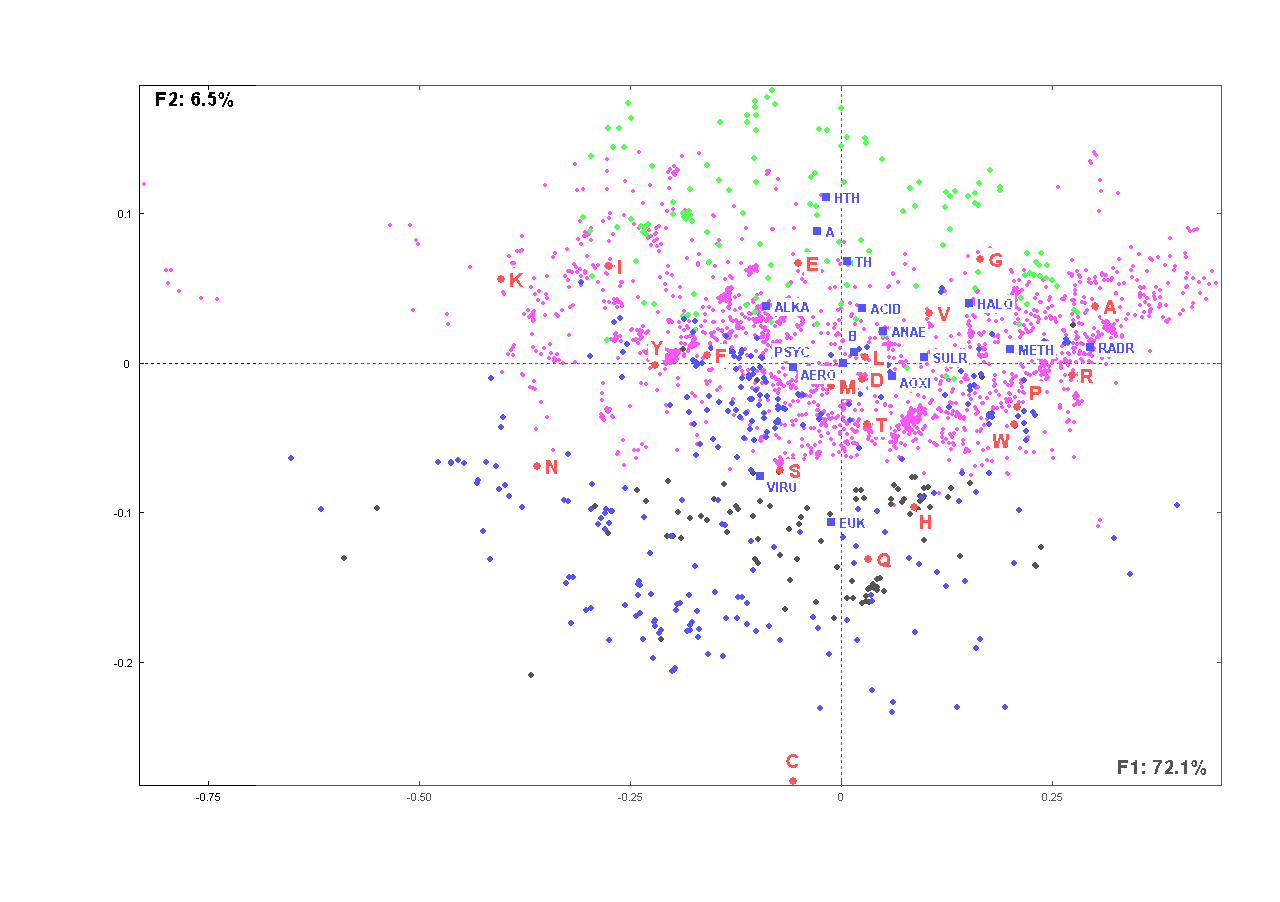 F2: 6.5%
0.1
0
-0.1
-0.2
HTH
A
TH
E
G
K
I
ALKA
ACID
V
HALO
A
ANAE
B
Y
F
PSYC
L
SULR
METH
RADR
AERO
M
D
AOXI
R
P
T
W
N
S
VIRU
EUK
H
Q
C
F1: 72.1%
-0.75
-0.50
-0.25
0
0.25